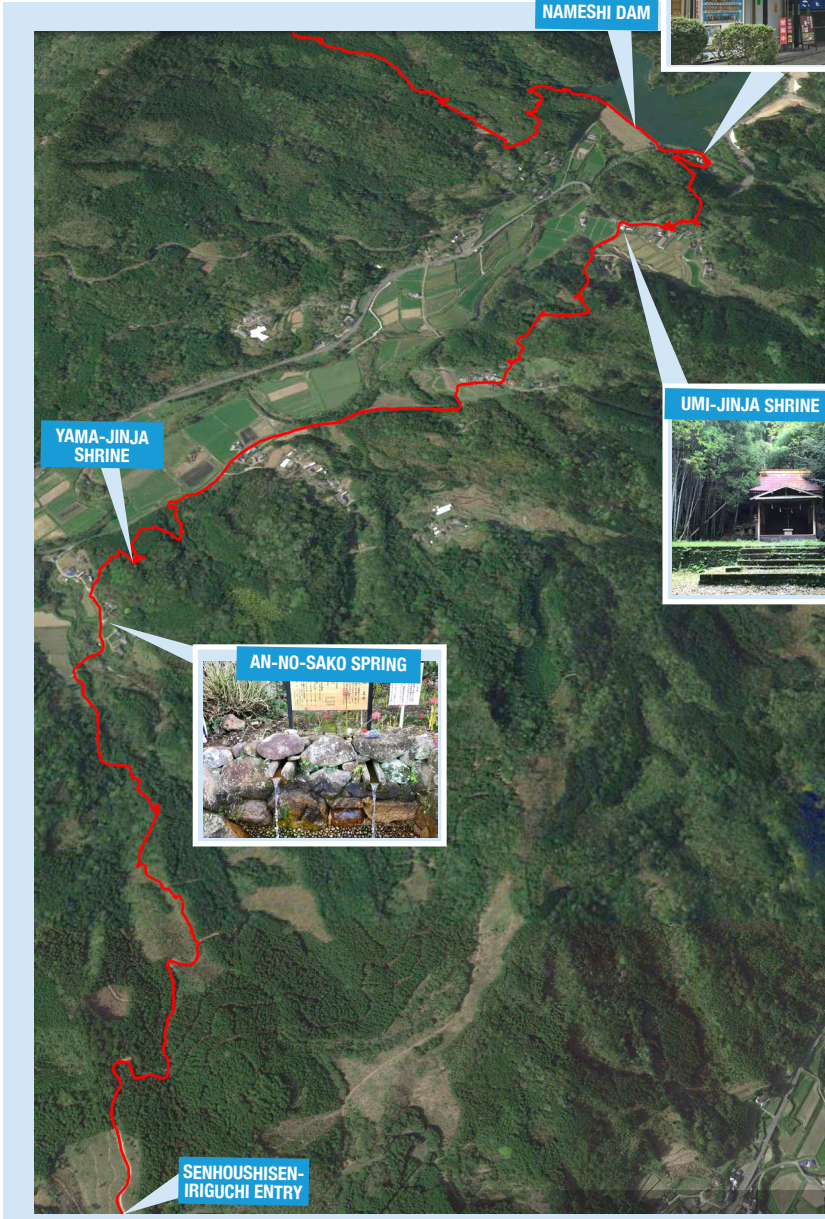 NAMESHI DAM
UMI-JINJA SHRINE
YAMA-JINJA
SHRINE
AN-NO-SAKO SPRING
SENHOUSHISEN-
IRIGUCHI ENTRY